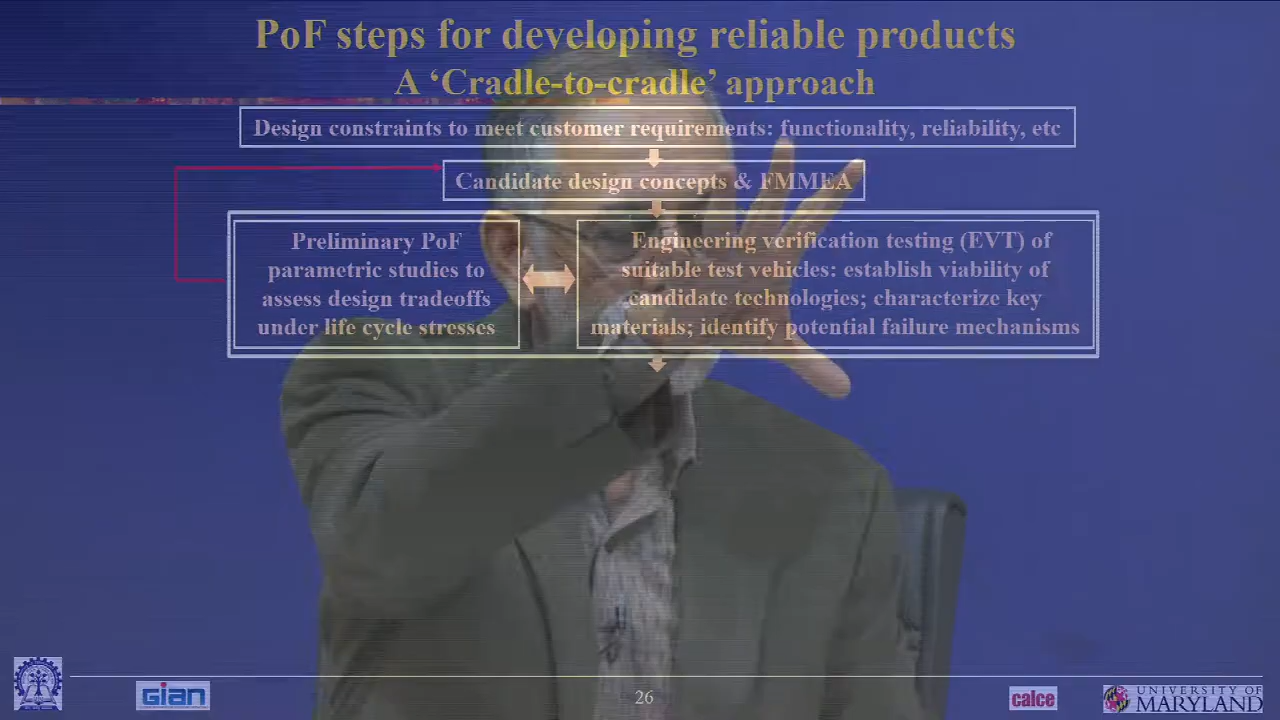 PoF steps for developing reliable products
A ‘Cradle-to-cradle’ approach
Design constraints to meet customer requirements: functionality, reliability, etc
Candidate design concepts & FMMEA
Preliminary PoF
parametric studies to
assess design tradeoffs
under life cycle stresses
Engineering verification testing (EVT) of
suitable test vehicles: establish viability of
candidate technologies; characterize key
materials; identify potential failure mechanisms
gian
26
calce
UNIVERSITY OF
MARYLAND